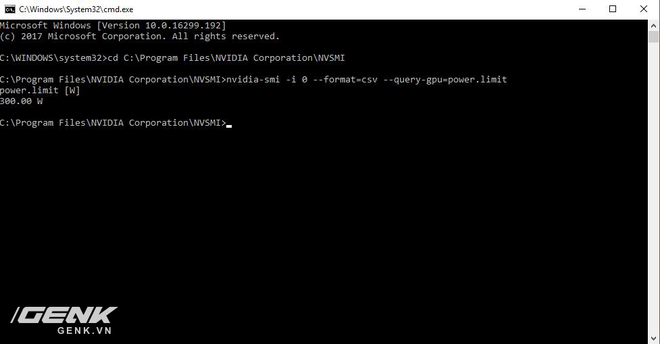 C:\Windows\System32\cmd.exe
Microsoft Windows [Version 10.0.16299.192]
(c) 2017 Microsoft Corporation. All rights reserved.
C:\WINDOWS\system32>cd C:\Program Files\NVIDIA Corporation\NVSMI
C:\Program Files\NVIDIA Corporation\NVSMI>nvidia-smi -i 0 --format=csv --query-gpu=power.limit
power.limit [W]
300.00 W
C:\Program Files\NVIDIA Corporation\NVSMI>
/GENK
GENK.VN